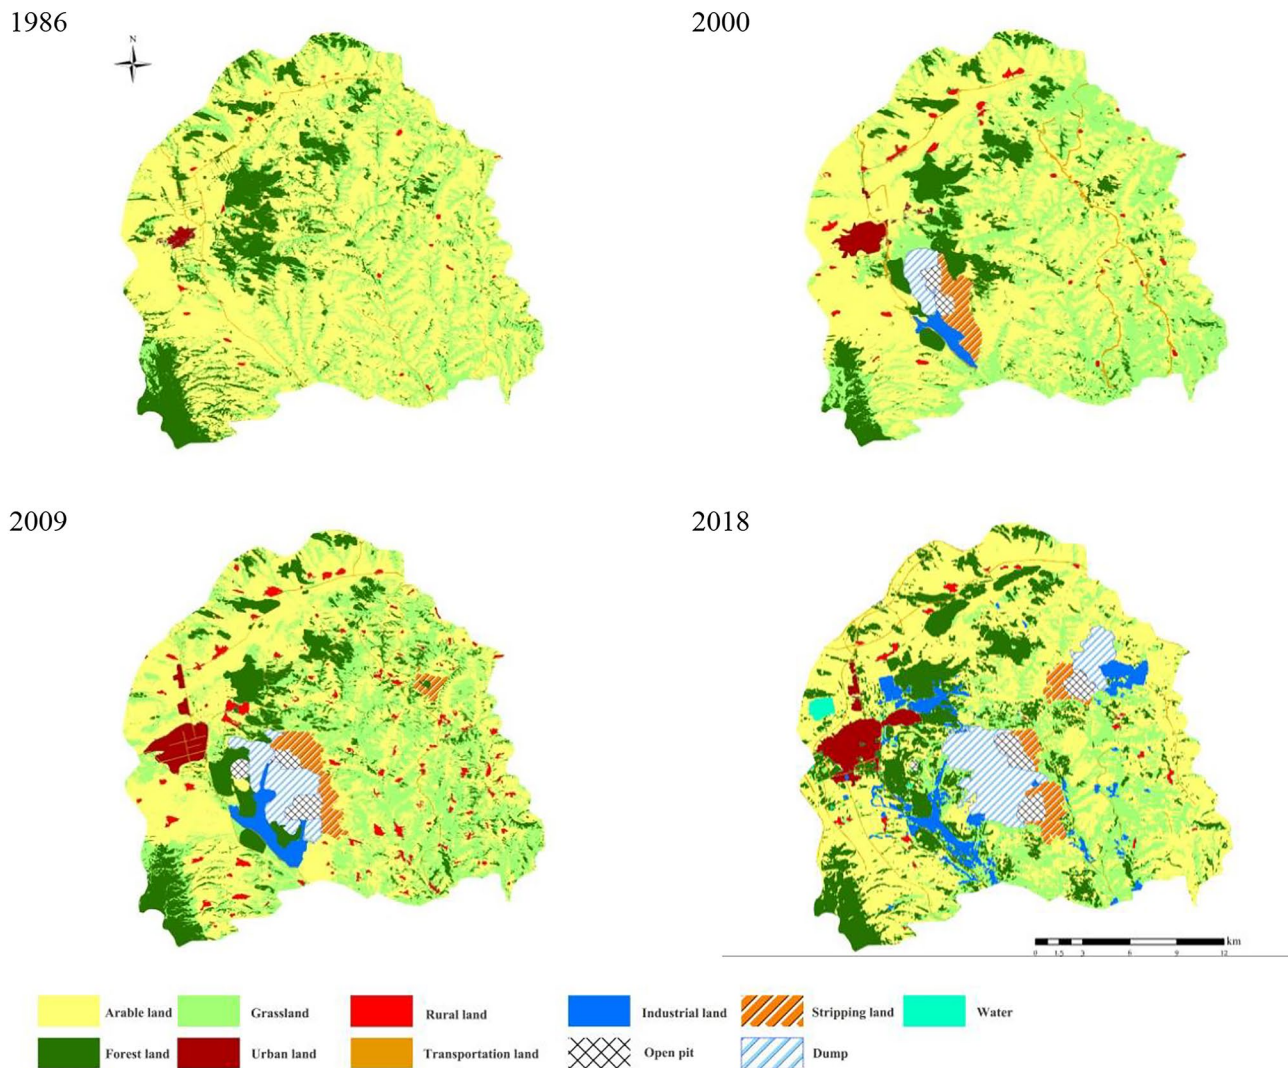 1986
2000
N
2009
2018
km
0 1.5 3 6 9 12
Arable land Grassland Rural land Industrial land Stripping land Water
Forest land Urban land Transportation land Open pit Dump